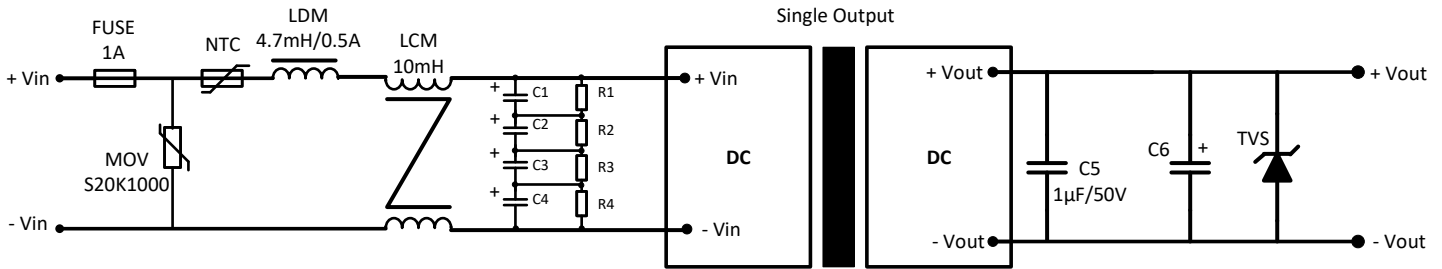 Single Output
FUSE
1A
NTC
LDM
4.7mH/0.5A
LCM
10mH
+ Vin
- Vin
MOV
S20K1000
+
C1
R1
+
C2
R2
+
C3
R3
+
C4
R4
+ Vin
- Vin
DC
DC
+ Vout
- Vout
C5
1µF/50V
C6
+
TVS
+ Vout
- Vout